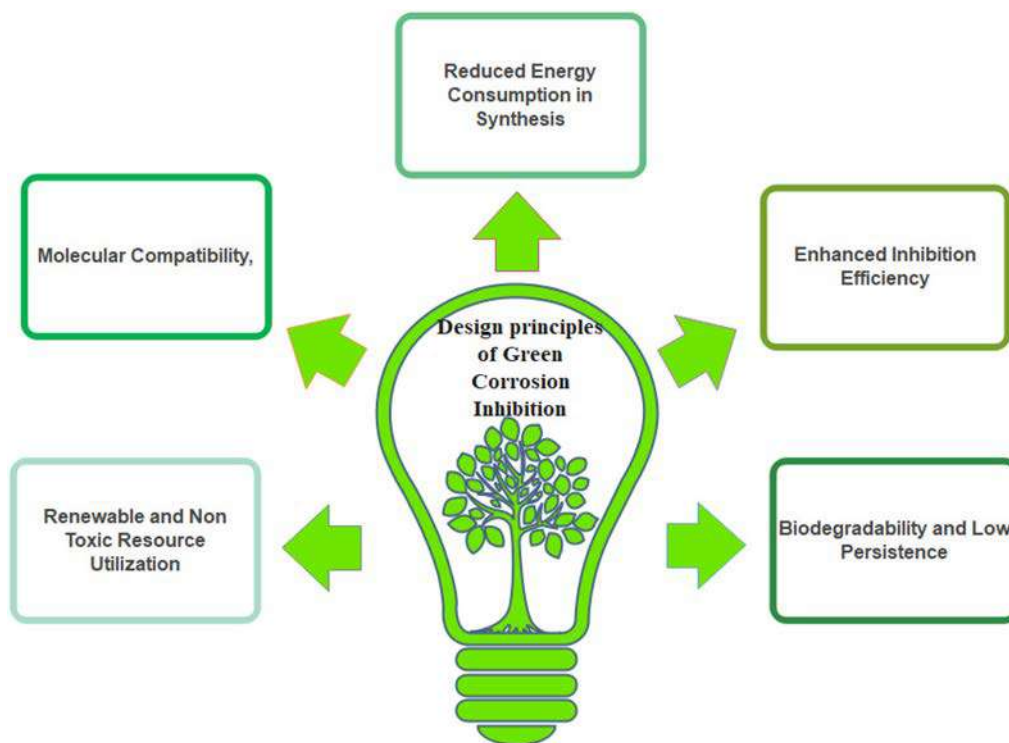 Reduced Energy
Consumption in
Synthesis
Molecular Compatibility,
Enhanced Inhibition
Efficiency
Design principles
of Green
Corrosion
Inhibition
Renewable and Non
Toxic Resource
Utilization
Biodegradability and Low
Persistence